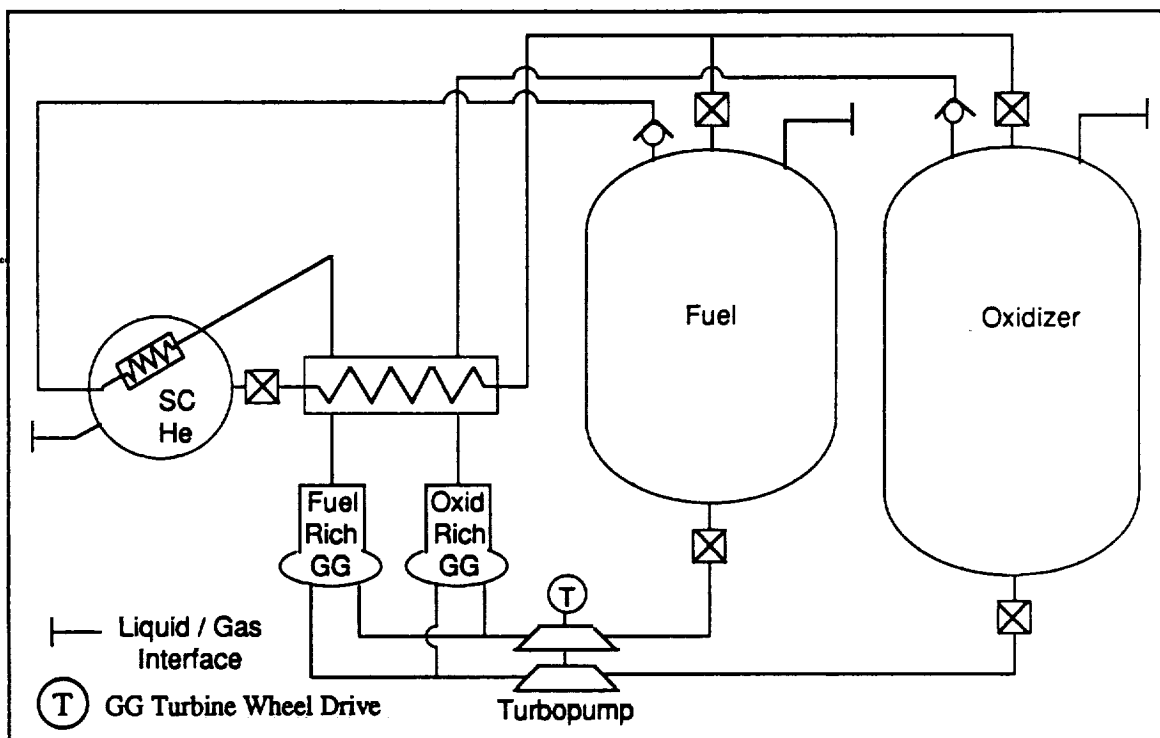 Fuel
Oxidizer
SC
He
Fuel
Rich
GG
Oxid
Rich
GG
T
Liquid / Gas
Interface
T GG Turbine Wheel Drive
Turbopump